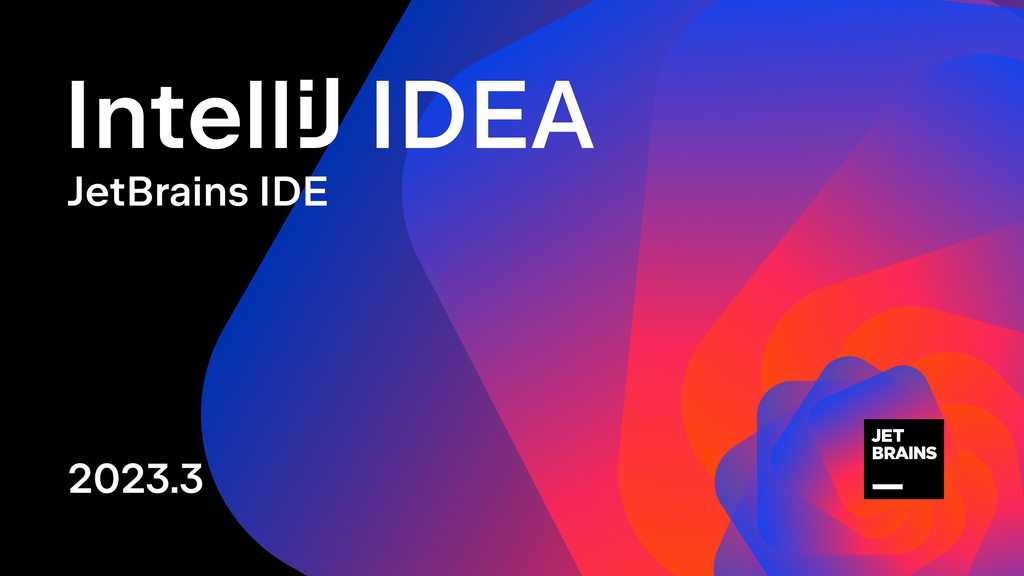 IntelliJ IDEA
JetBrains IDE
2023.3
JET
BRAINS